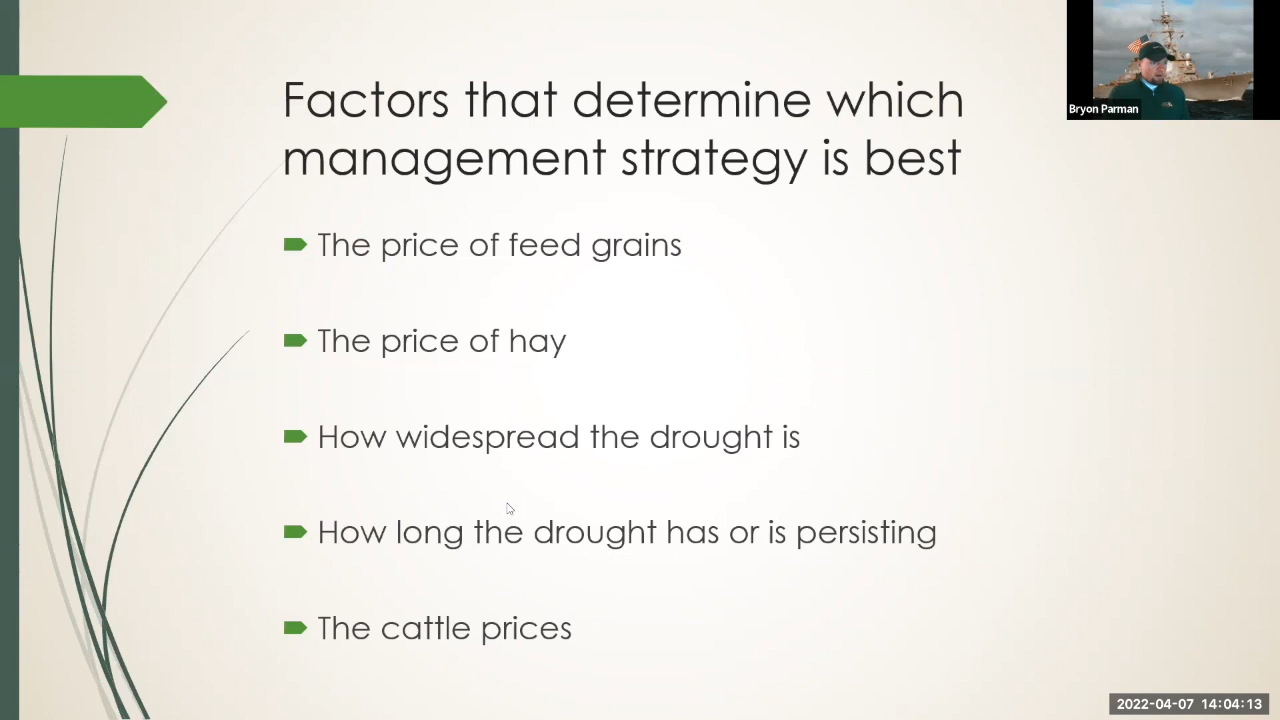 Factors that determine which
management strategy is best
The price of feed grains
The price of hay
How widespread the drought is
How long the drought has or is persisting
The cattle prices
Bryon Parman
2022-04-07 14:04:13